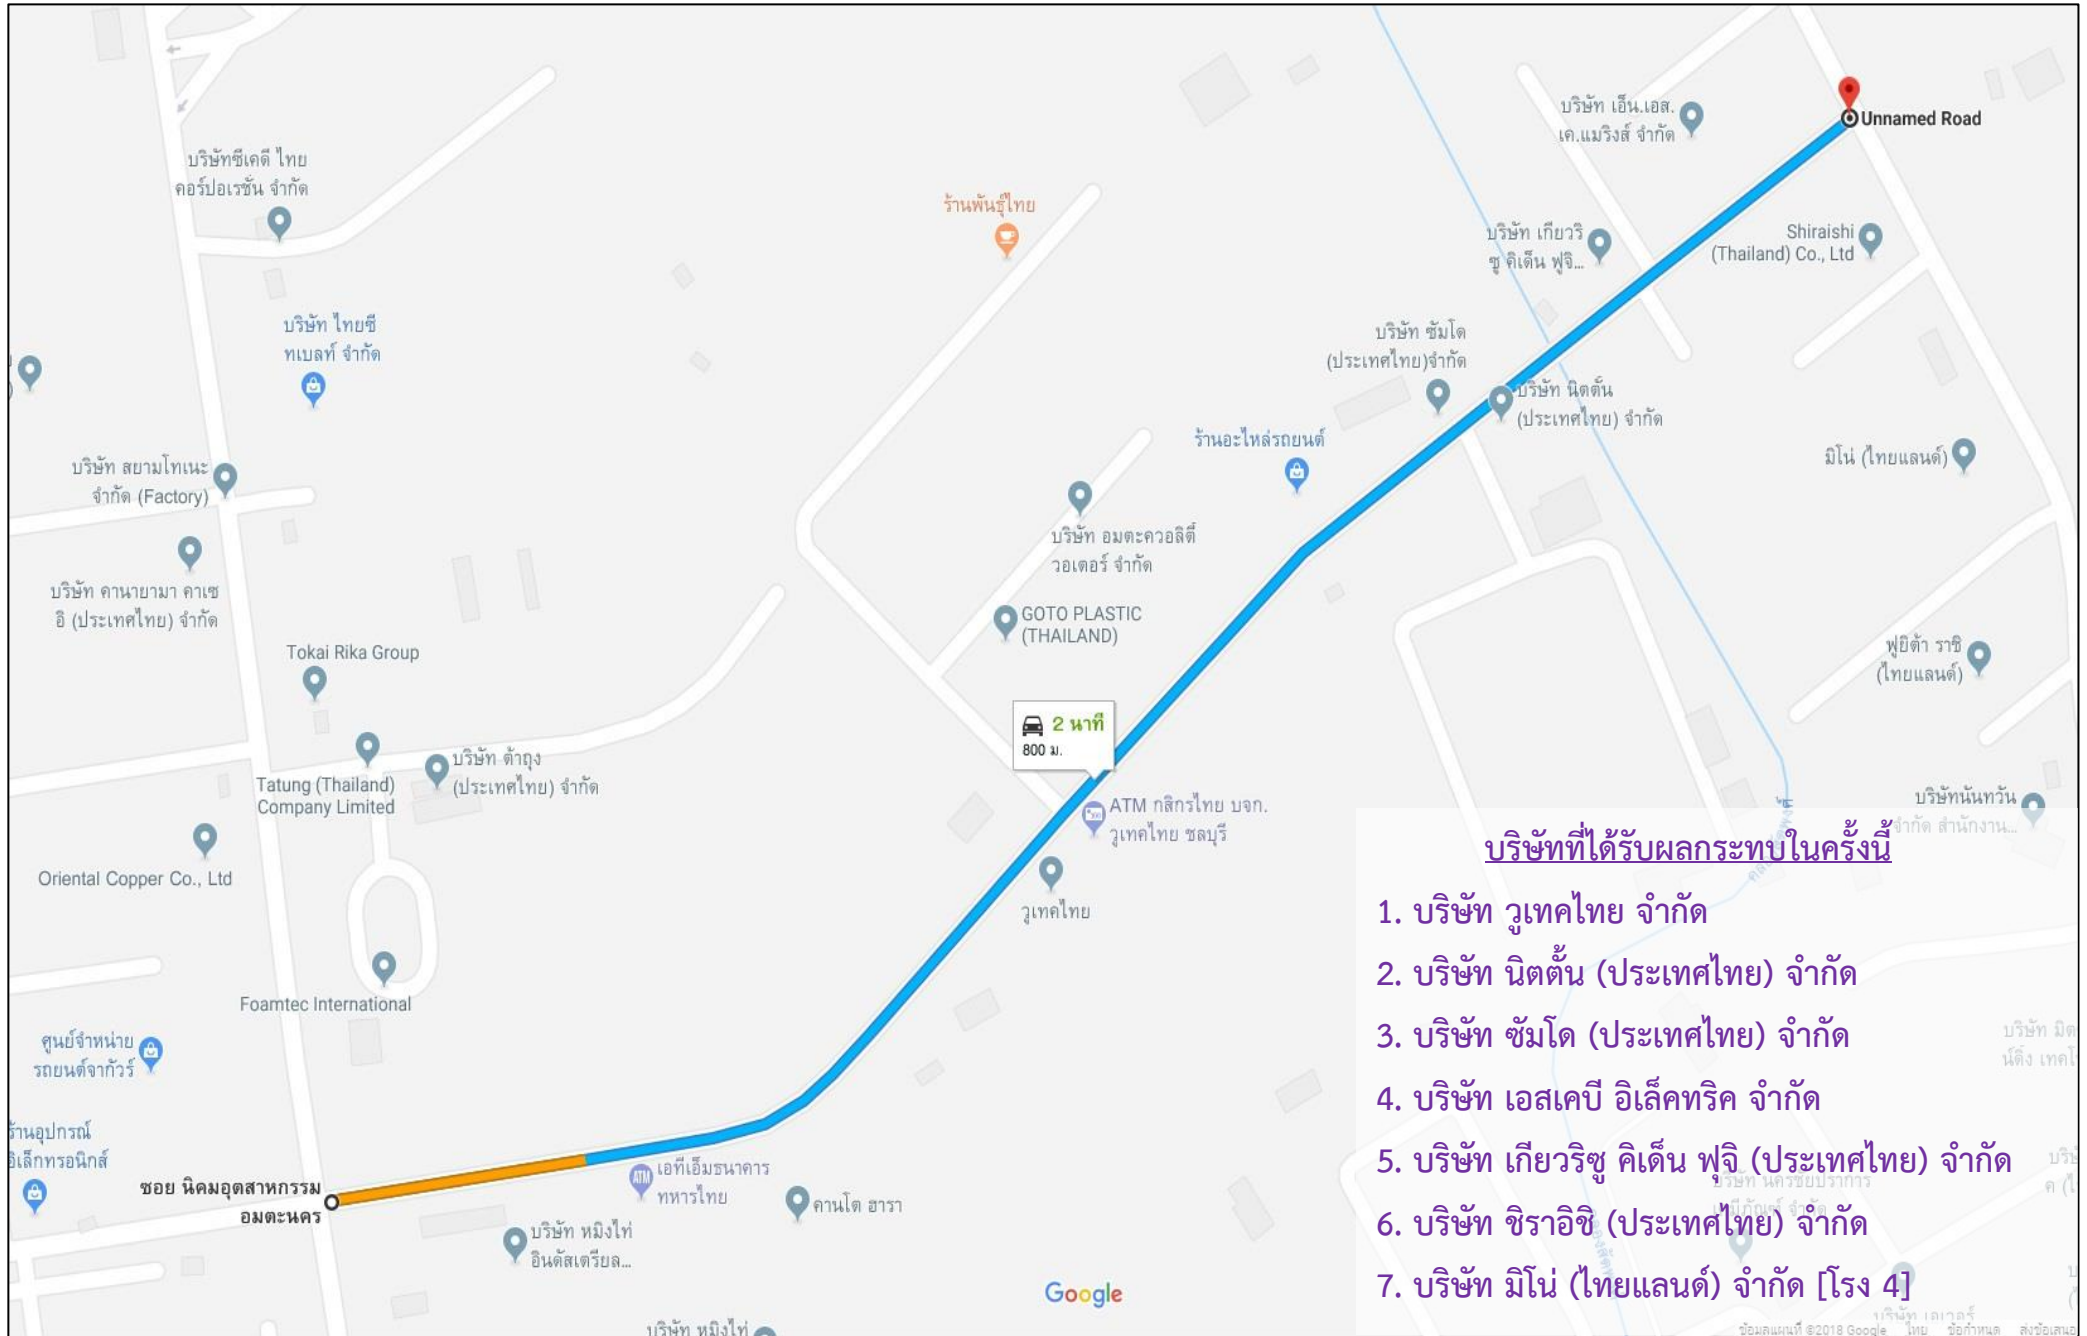 บริษัท เอ็น.เอส.
เค.แมริงส์ จำกัด
Unnamed Road
บริษัทซีเคดี ไทย
คอร์ปอเรชั่น จำกัด
ร้านพันธุ์ไทย
บริษัท เกียวริ
ซู คิเด็น ฟูจิ...
Shiraishi
(Thailand) Co., Ltd
บริษัท ไทยซี
ทเบลท์ จำกัด
บริษัท ซัมโด
(ประเทศไทย)จำกัด
บริษัท นิตตั้น
(ประเทศไทย) จำกัด
ร้านอะไหล่รถยนต์
มิโน่ (ไทยแลนด์)
บริษัท สยามโทเนะ
จำกัด (Factory)
บริษัท อมตะควอลิตี้
วอเตอร์ จำกัด
บริษัท คานายามา คาเซ
อิ (ประเทศไทย) จำกัด
GOTO PLASTIC
(THAILAND)
Tokai Rika Group
ฟูยิต้า ราชิ
(ไทยแลนด์)
2 นาที
800 ม.
บริษัท ต้าถุง
(ประเทศไทย) จำกัด
Tatung (Thailand)
Company Limited
ATM กสิกรไทย บจก.
วูเทคไทย ชลบุรี
บริษัทนันทวัน
จำกัด สำนักงาน...
Oriental Copper Co., Ltd
วูเทคไทย
Foamtec International
ศูนย์จำหน่าย
รถยนต์จากัวร์
ร้านอุปกรณ์
อิเล็กทรอนิกส์
ซอย นิคมอุตสาหกรรม
อมตะนคร
เอทีเอ็มธนาคาร
ทหารไทย
คานโต ฮารา
บริษัท หมิงไท่
อินดัสเตรียล...
บริษัท หมิงไท่
Google
บริษัทที่ได้รับผลกระทบในครั้งนี้
1. บริษัท วูเทคไทย จำกัด
2. บริษัท นิตตั้น (ประเทศไทย) จำกัด
3. บริษัท ซัมโด (ประเทศไทย) จำกัด
4. บริษัท เอสเคบี อิเล็คทริค จำกัด
5. บริษัท เกียวริซู คิเด็น ฟุจิ (ประเทศไทย) จำกัด
6. บริษัท ชิราอิชิ (ประเทศไทย) จำกัด
7. บริษัท มิโน่ (ไทยแลนด์) จำกัด [โรง 4]
ข้อมูลแผนที่ ©2018 Google ไทย ข้อกำหนด